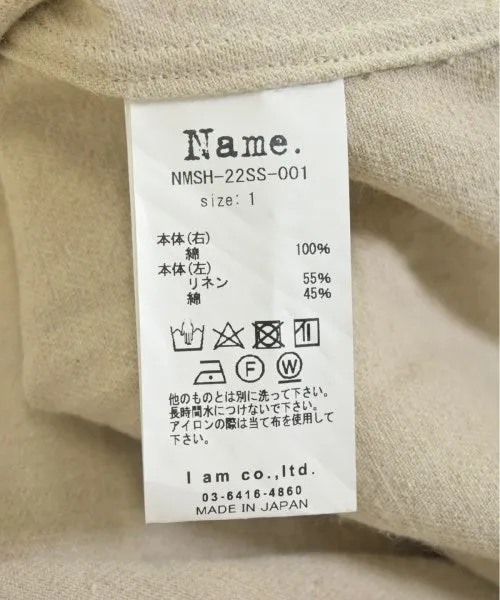 Name.
NMSH-22SS-001
size: 1
本体(右)
綿 100%
本体(左)
リネン 55%
綿 45%
F W
他のものとは別に洗って下さい。
長時間水につけないで下さい。
アイロンの際は当て布を使用して
下さい。
I am co.,ltd.
03-6416-4860
MADE IN JAPAN